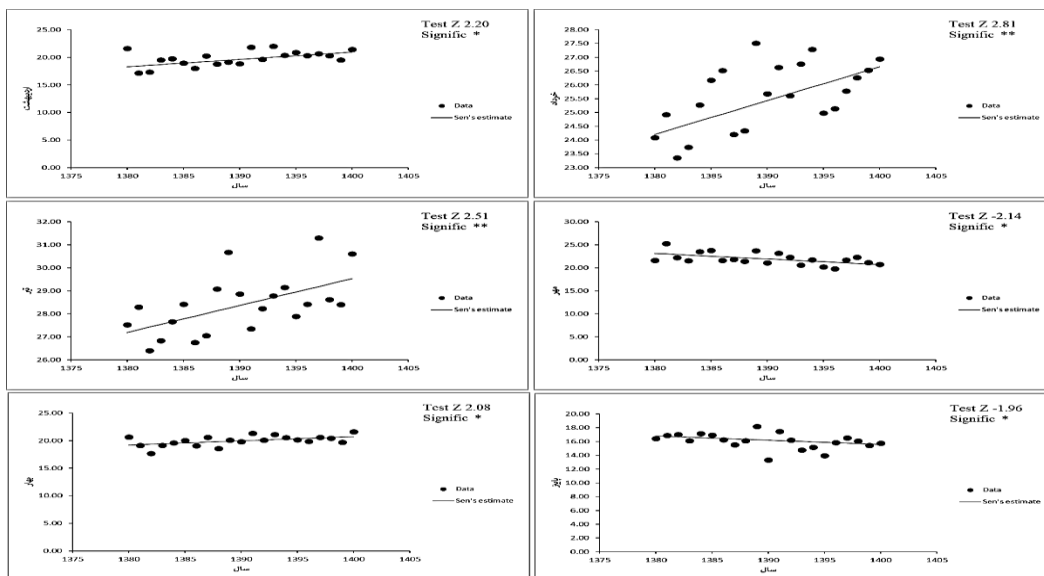 Test Z 2.20
Signific *
25.00
20.00
15.00
10.00
5.00
0.00
اردیبهشت
1375
1380
1385
1390
1395
1400
1405
سال
Data
Sen's estimate
Test Z 2.81
Signific **
28.00
27.50
27.00
26.50
26.00
25.50
25.00
24.50
24.00
23.50
23.00
خرداد
1375
1380
1385
1390
1395
1400
1405
سال
Data
Sen's estimate
Test Z 2.51
Signific **
32.00
31.00
30.00
29.00
28.00
27.00
26.00
تیر
1375
1380
1385
1390
1395
1400
1405
سال
Data
Sen's estimate
Test Z -2.14
Signific *
30.00
25.00
20.00
15.00
10.00
5.00
0.00
مهر
1375
1380
1385
1390
1395
1400
1405
سال
Data
Sen's estimate
Test Z 2.08
Signific *
25.00
20.00
15.00
10.00
5.00
0.00
بهار
1375
1380
1385
1390
1395
1400
1405
سال
Data
Sen's estimate
Test Z -1.96
Signific *
20.00
18.00
16.00
14.00
12.00
10.00
8.00
6.00
4.00
2.00
0.00
پاییز
1375
1380
1385
1390
1395
1400
1405
سال
Data
Sen's estimate